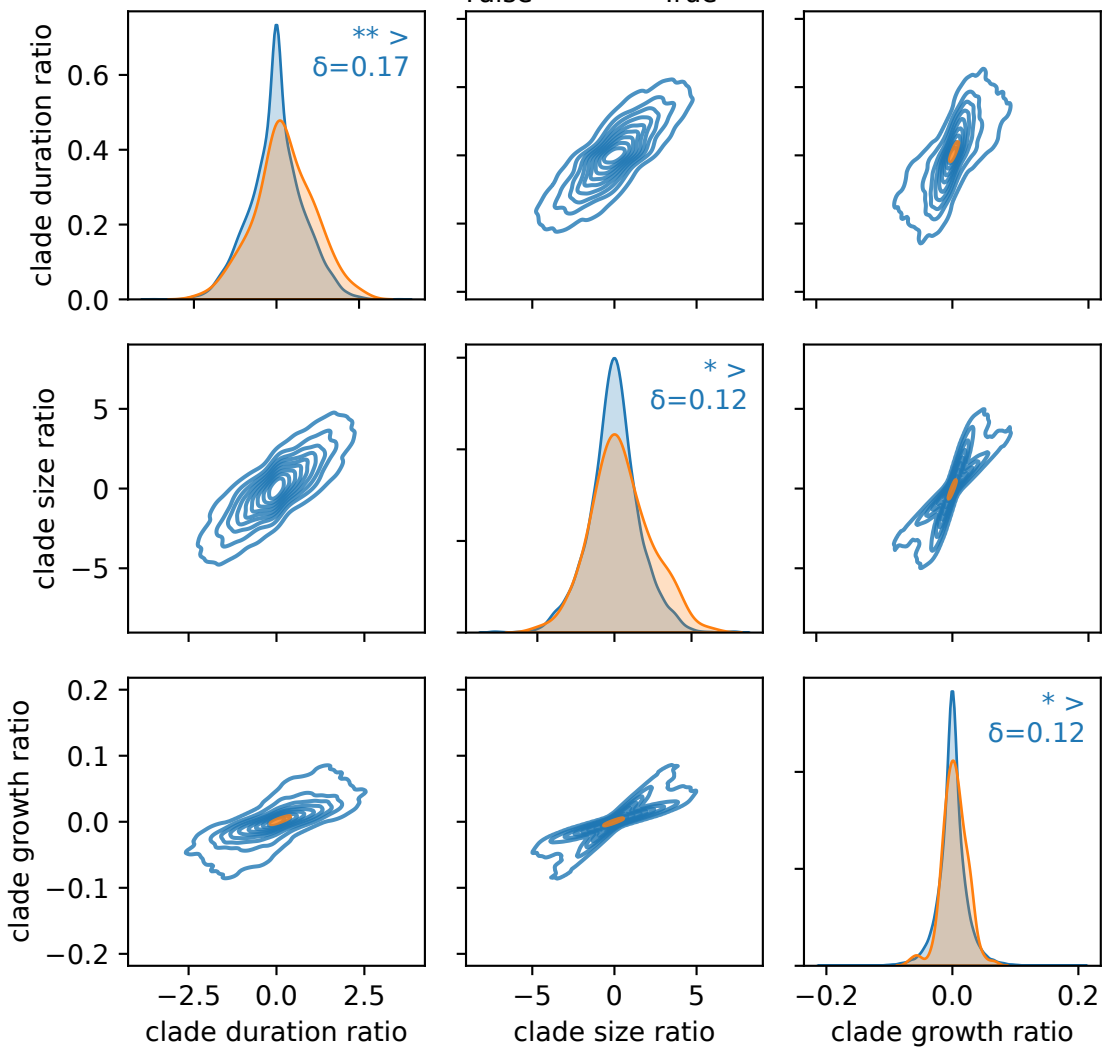 False True
clade duration ratio
0.6
0.4
0.2
0.0
** >
δ=0.17
clade size ratio
5
0
−5
* >
δ=0.12
clade growth ratio
0.2
0.1
0.0
−0.1
−0.2
* >
δ=0.12
−2.5 0.0 2.5
clade duration ratio
−5 0 5
clade size ratio
−0.2 0.0 0.2
clade growth ratio